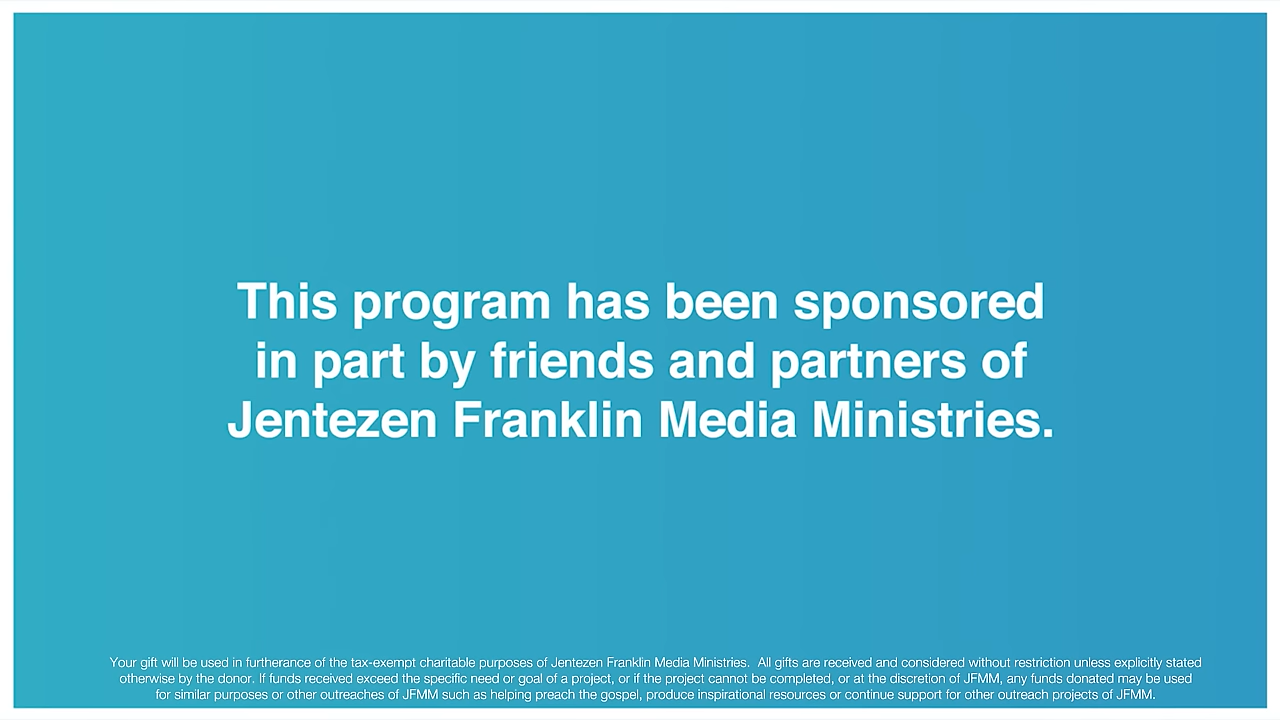 This program has been sponsored
in part by friends and partners of
Jentezen Franklin Media Ministries.
Your gift will be used in furtherance of the tax-exempt charitable purposes of Jentezen Franklin Media Ministries.  All gifts are received and considered without restriction unless explicitly stated
otherwise by the donor. If funds received exceed the specific need or goal of a project, or if the project cannot be completed, or at the discretion of JFMM, any funds donated may be used
for similar purposes or other outreaches of JFMM such as helping preach the gospel, produce inspirational resources or continue support for other outreach projects of JFMM.